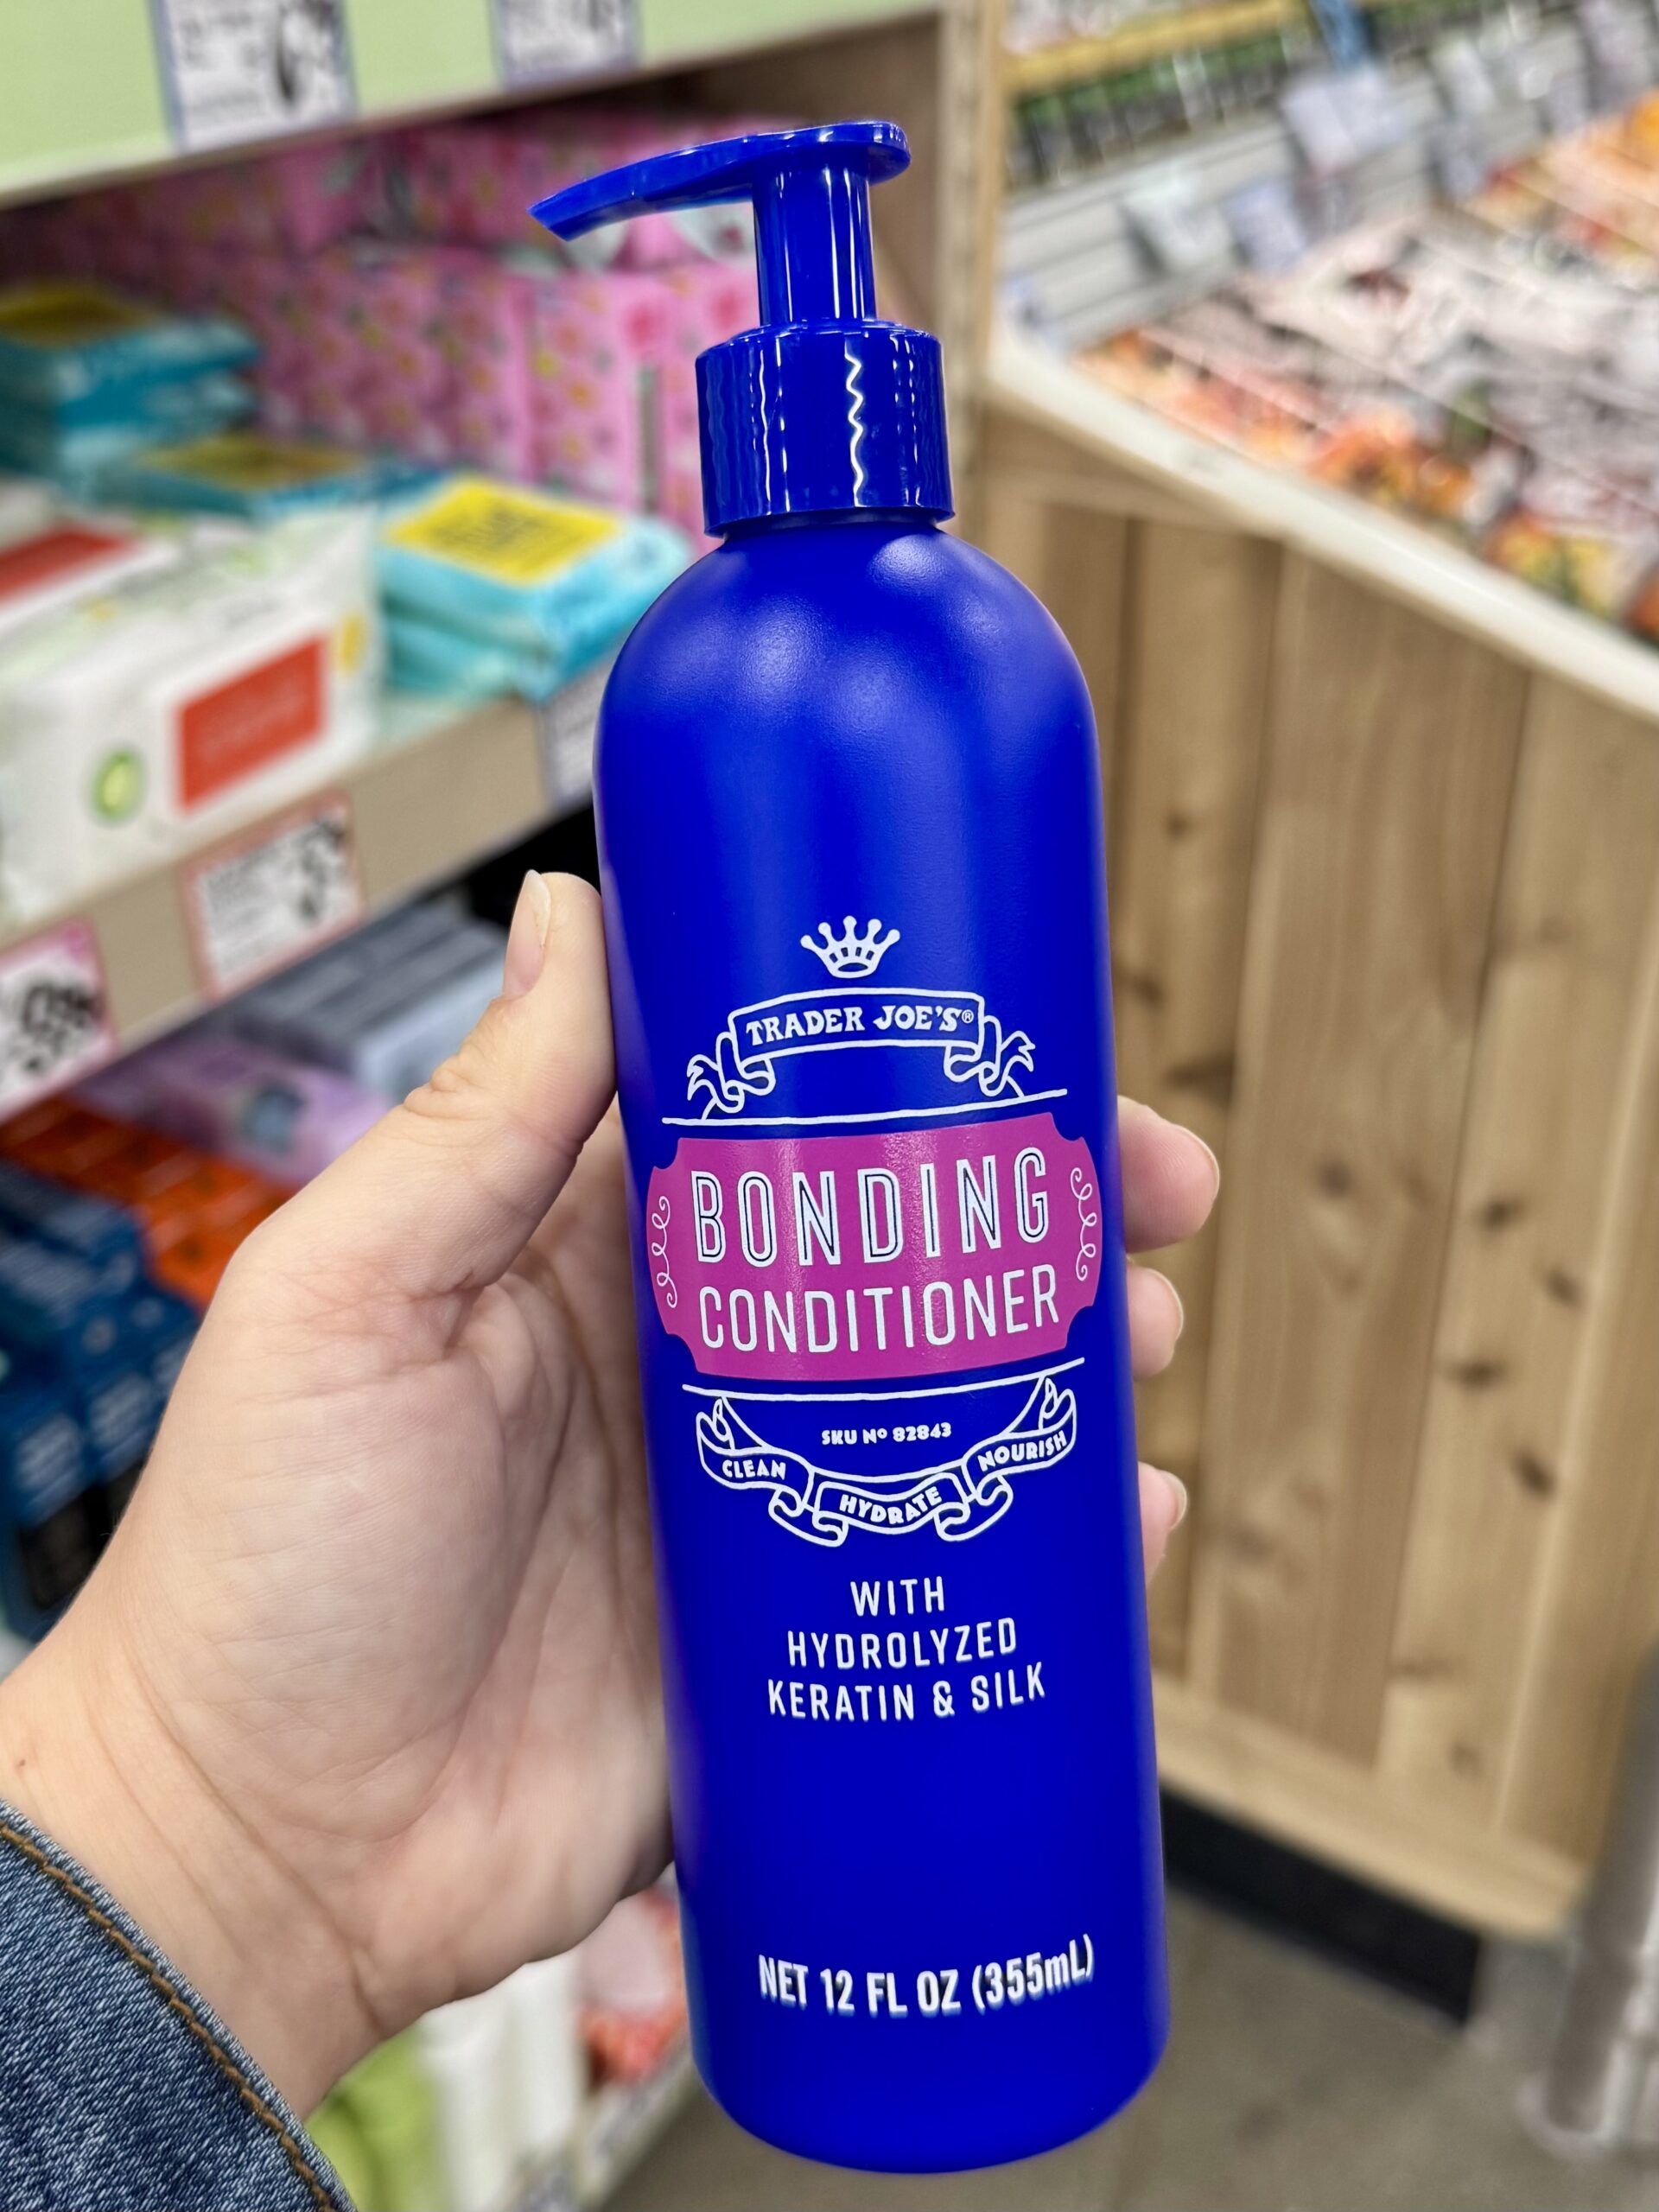 TRADER JOE'S®
BONDING
CONDITIONER
SKU Nº 82843
CLEAN
HYDRATE
NOURISH
WITH
HYDROLYZED
KERATIN & SILK
NET 12 FL OZ (355mL)